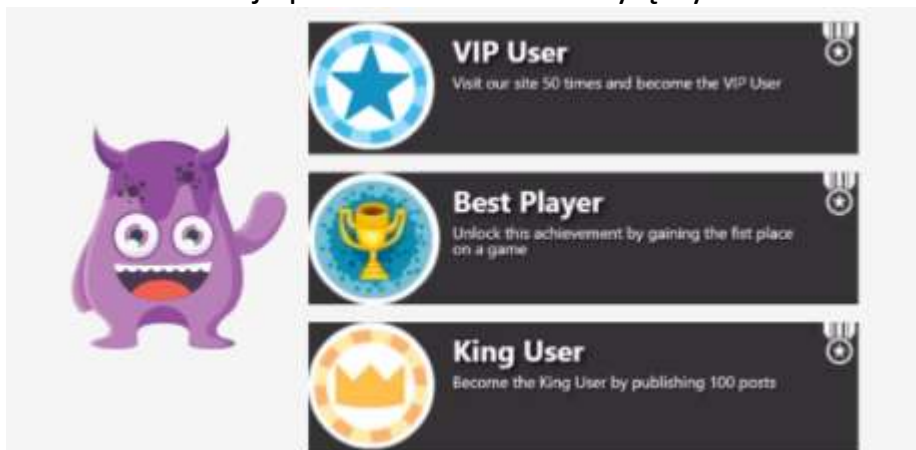 VIP User
Visit our site 50 times and become the VIP User
Best Player
Unlock this achievement by gaining the fist place
on a game
King User
Become the King User by publishing 100 posts